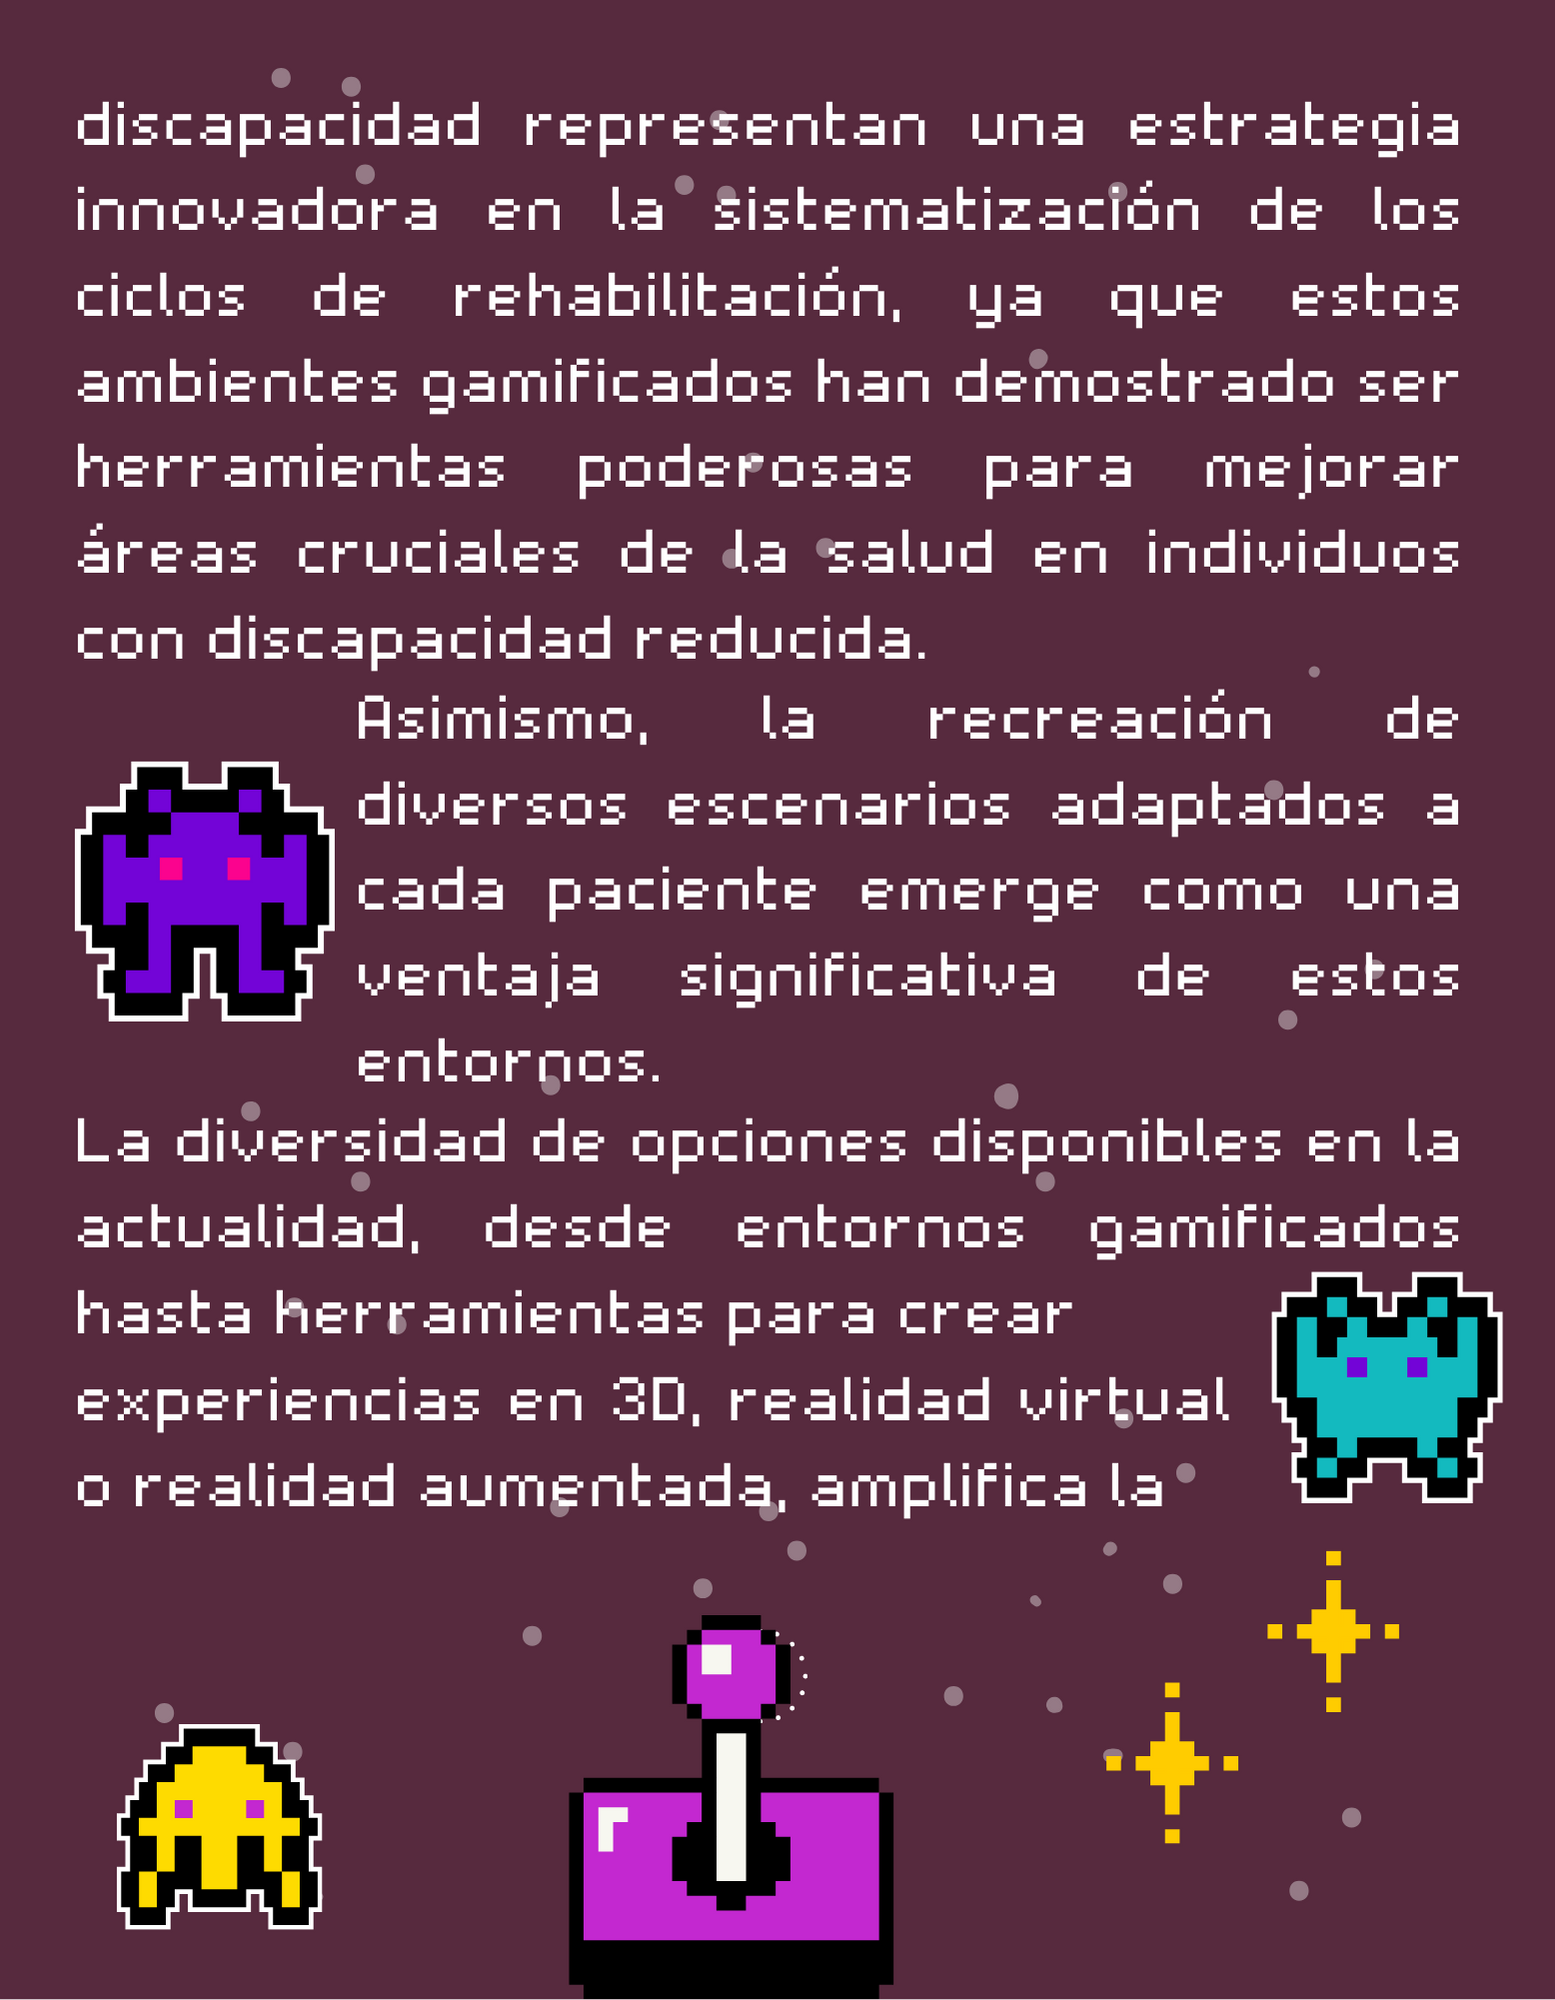 discapacidad representan una estrategia
innovadora en la sistematización de los
ciclos de rehabilitación, ya que estos
ambientes gamificados han demostrado ser
herramientas poderosas para mejorar
áreas cruciales de la salud en individuos
con discapacidad reducida.
Asimismo, la recreación de
diversos escenarios adaptados a
cada paciente emerge como una
ventaja significativa de estos
entornos.
La diversidad de opciones disponibles en la
actualidad, desde entornos gamificados
hasta herramientas para crear
experiencias en 3D, realidad virtual
o realidad aumentada, amplifica la